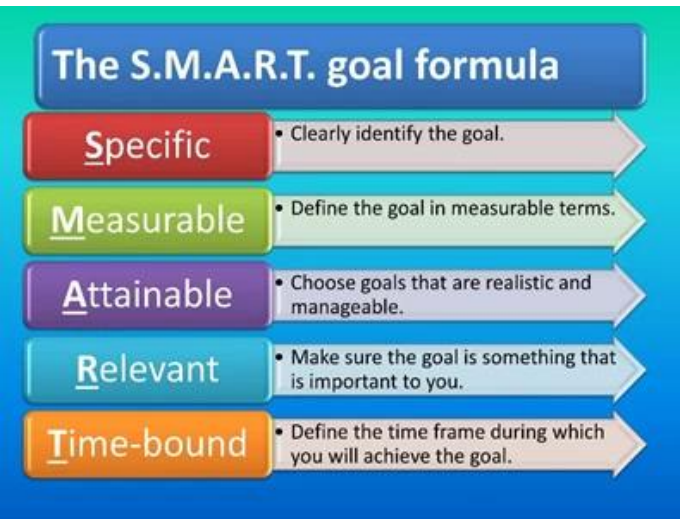 The S.M.A.R.T. goal formula
Specific
• Clearly identify the goal.
Measurable
• Define the goal in measurable terms.
Attainable
• Choose goals that are realistic and
manageable.
Relevant
• Make sure the goal is something that
is important to you.
Time-bound
• Define the time frame during which
you will achieve the goal.